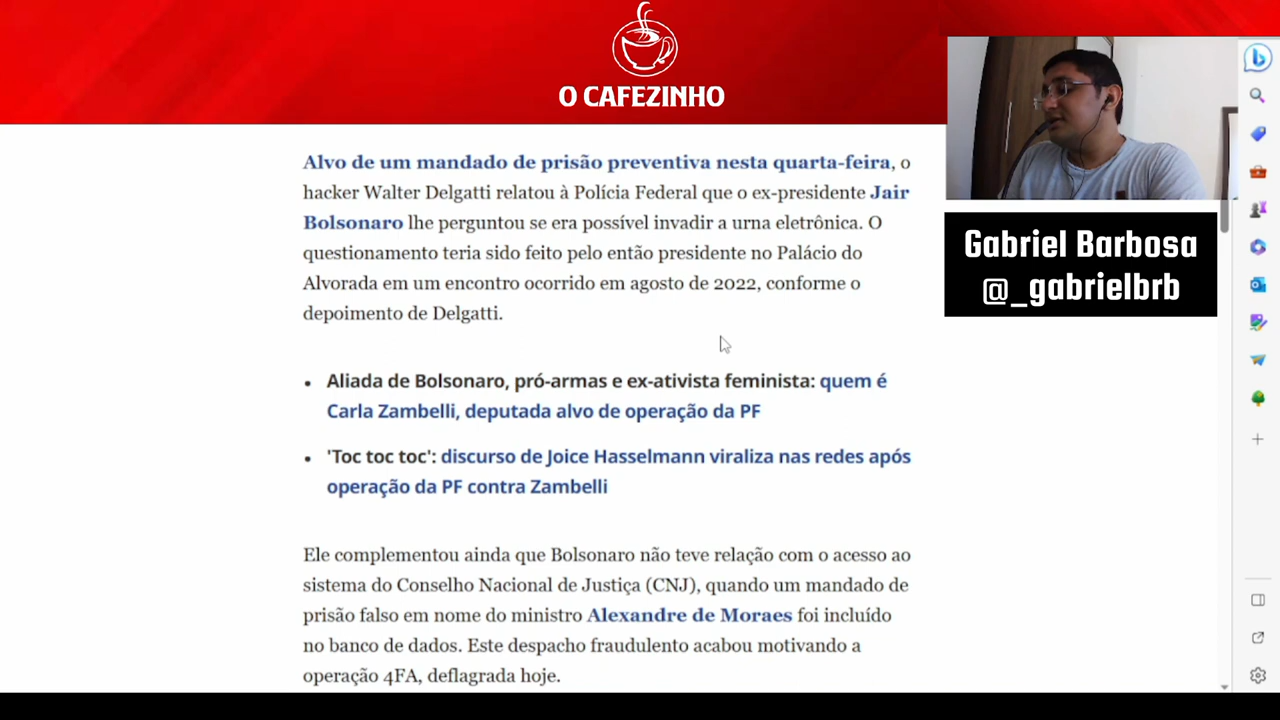 O CAFEZINHO
Gabriel Barbosa
@_gabrielbrb
Alvo de um mandado de prisão preventiva nesta quarta-feira, o
hacker Walter Delgatti relatou à Polícia Federal que o ex-presidente Jair
Bolsonaro lhe perguntou se era possível invadir a urna eletrônica. O
questionamento teria sido feito pelo então presidente no Palácio do
Alvorada em um encontro ocorrido em agosto de 2022, conforme o
depoimento de Delgatti.
• Aliada de Bolsonaro, pró-armas e ex-ativista feminista: quem é
Carla Zambelli, deputada alvo de operação da PF
• 'Toc toc toc': discurso de Joice Hasselmann viraliza nas redes após
operação da PF contra Zambelli
Ele complementou ainda que Bolsonaro não teve relação com o acesso ao
sistema do Conselho Nacional de Justiça (CNJ), quando um mandado de
prisão falso em nome do ministro Alexandre de Moraes foi incluído
no banco de dados. Este despacho fraudulento acabou motivando a
operação 4FA, deflagrada hoje.